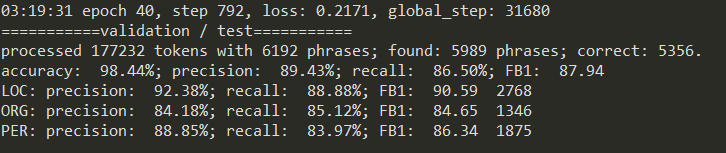 03:19:31 epoch 40, step 792, loss: 0.2171, global_step: 31680
===========validation / test===========
processed 177232 tokens with 6192 phrases; found: 5989 phrases; correct: 5356.
accuracy:  98.44%; precision:  89.43%; recall:  86.50%; FB1:  87.94
LOC: precision:  92.38%; recall:  88.88%; FB1:  90.59  2768
ORG: precision:  84.18%; recall:  85.12%; FB1:  84.65  1346
PER: precision:  88.85%; recall:  83.97%; FB1:  86.34  1875